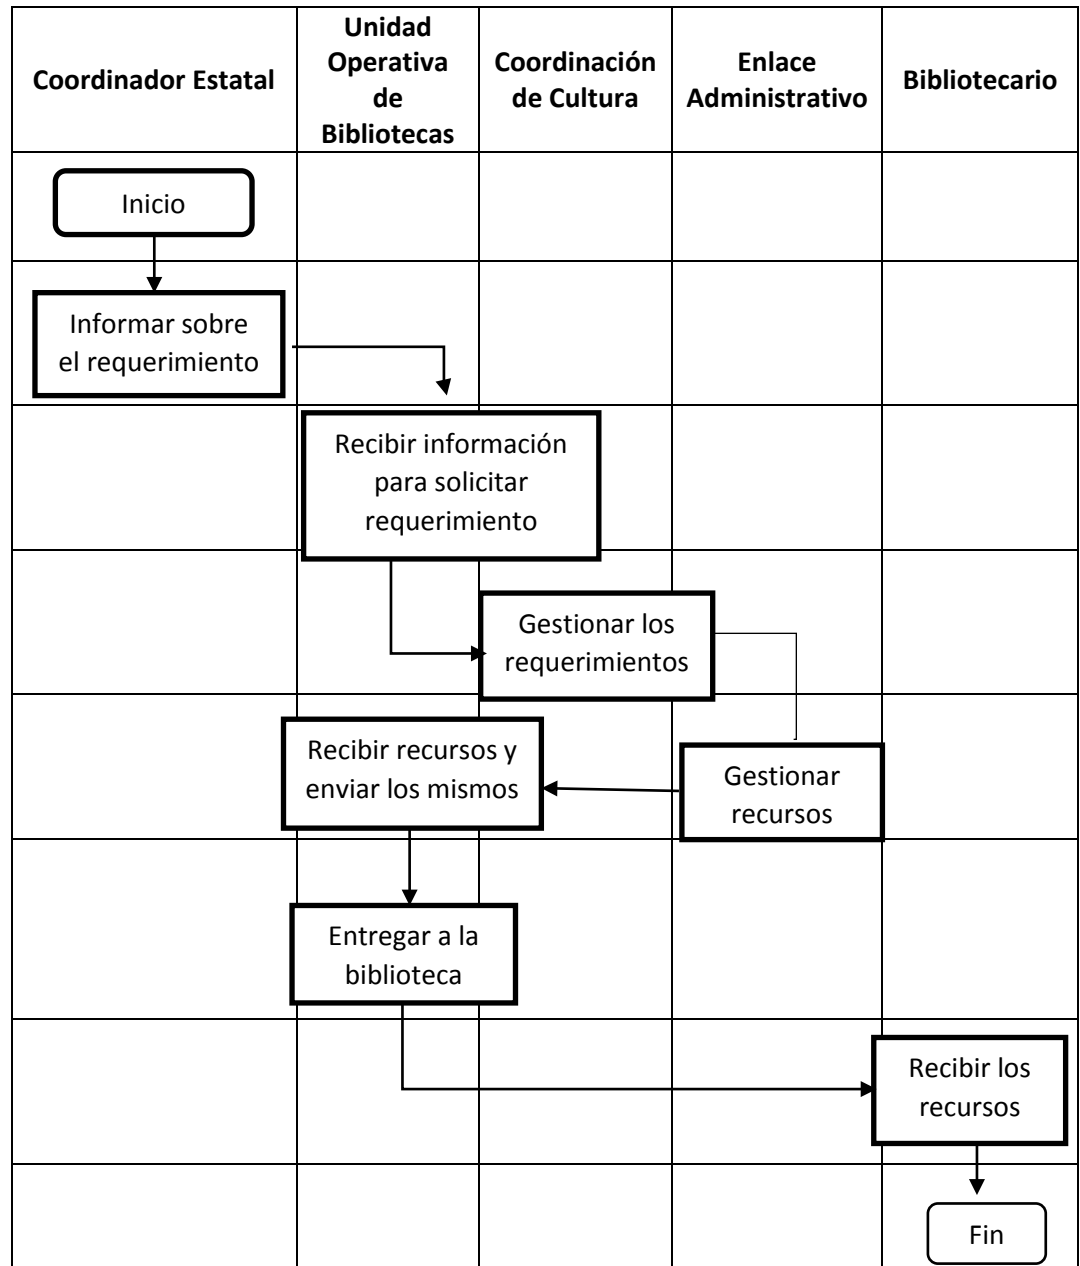 Coordinador Estatal
Unidad
Operativa
de
Bibliotecas
Coordinación
de Cultura
Enlace
Administrativo
Bibliotecario
Inicio
Informar sobre
el requerimiento
Recibir información
para solicitar
requerimiento
Gestionar los
requerimientos
Recibir recursos y
enviar los mismos
Gestionar
recursos
Entregar a la
biblioteca
Recibir los
recursos
Fin